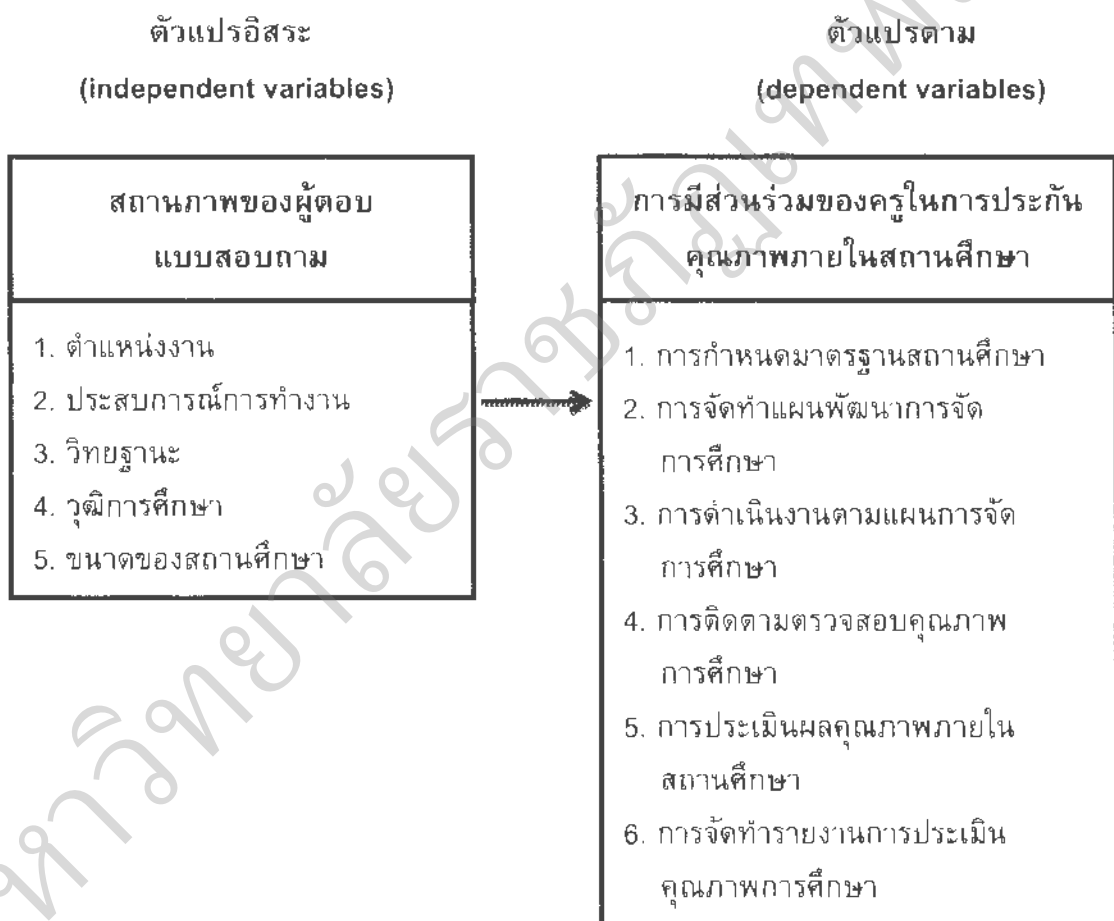 ตัวแปรอิสระ
(independent variables)
สถานภาพของผู้ตอบ
แบบสอบถาม
1. ตำแหน่งงาน
2. ประสบการณ์การทำงาน
3. วิทยฐานะ
4. วุฒิการศึกษา
5. ขนาดของสถานศึกษา
ตัวแปรตาม
(dependent variables)
การมีส่วนร่วมของครูในการประกัน
คุณภาพภายในสถานศึกษา
1. การกำหนดมาตรฐานสถานศึกษา
2. การจัดทำแผนพัฒนาการจัด
การศึกษา
3. การดำเนินงานตามแผนการจัด
การศึกษา
4. การติดตามตรวจสอบคุณภาพ
การศึกษา
5. การประเมินผลคุณภาพภายใน
สถานศึกษา
6. การจัดทำรายงานการประเมิน
คุณภาพการศึกษา